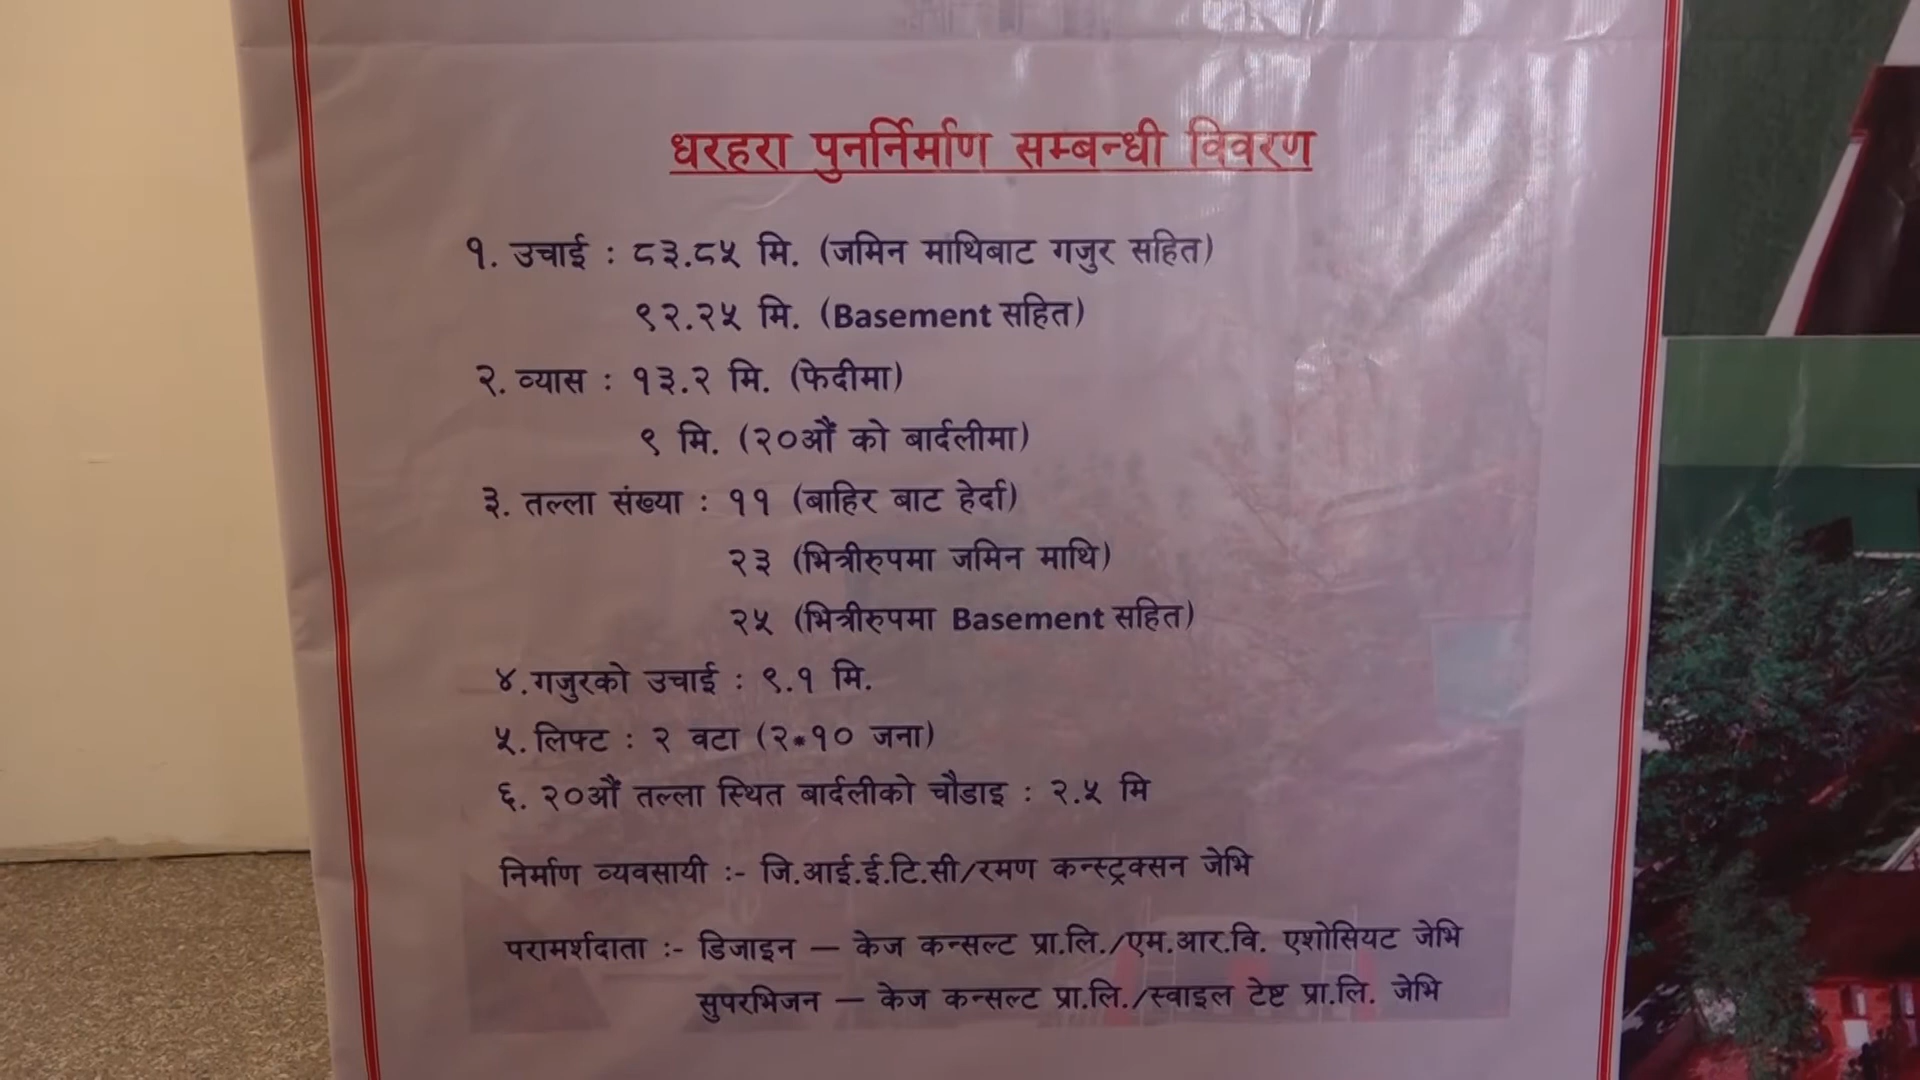 धरहरा पुनर्निर्माण सम्बन्धी विवरण
१. उचाई : ८३.८५ मि. (जमिन माथिबाट गजुर सहित)
९२.२५ मि. (Basement सहित)
२. व्यास : १३.२ मि. (फेदीमा)
९ मि. (२०औं को बार्दलीमा)
३. तल्ला संख्या : ११ (बाहिर बाट हेर्दा)
२३ (भित्रीरुपमा जमिन माथि)
२५ (भित्रीरुपमा Basement सहित)
४. गजुरको उचाई : ९.१ मि.
५. लिफ्ट : २ वटा (२*१० जना)
६. २०औं तल्ला स्थित बार्दलीको चौडाइ : २.५ मि
निर्माण व्यवसायी :- जि.आई.ई.टि.सी/रमण कन्स्ट्रक्सन जेभि
परामर्शदाता :- डिजाइन – केज कन्सल्ट प्रा.लि./एम.आर.वि. एशोसियट जेभि
सुपरभिजन – केज कन्सल्ट प्रा.लि./स्वाइल टेष्ट प्रा.लि. जेभि